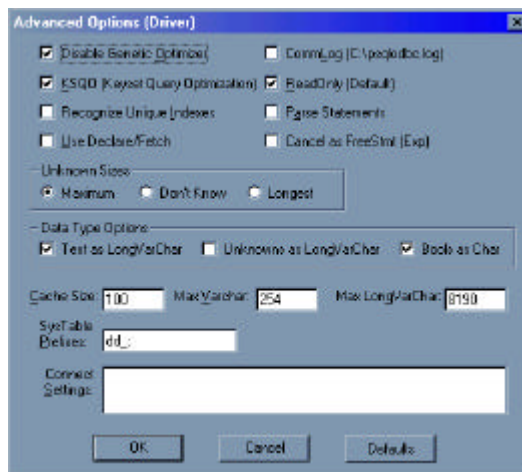 Advanced Options (Driver)
Disable Genetic Optimizer
CommLog (C:\psqlodbc.log)
KSQO (Keyset Query Optimization)
ReadOnly (Default)
Recognize Unique Indexes
Parse Statements
Use Declare/Fetch
Cancel as FreeStmt (Exp)
Unknown Sizes
Maximum Don't Know Longest
Data Type Options
Text as LongVarChar Unknowns as LongVarChar Bools as Char
Cache Size: 100 Max Varchar: 254 Max LongVarChar: 8190
SysTable
Prefixes: dd_;
Connect
Settings:
OK Cancel Defaults